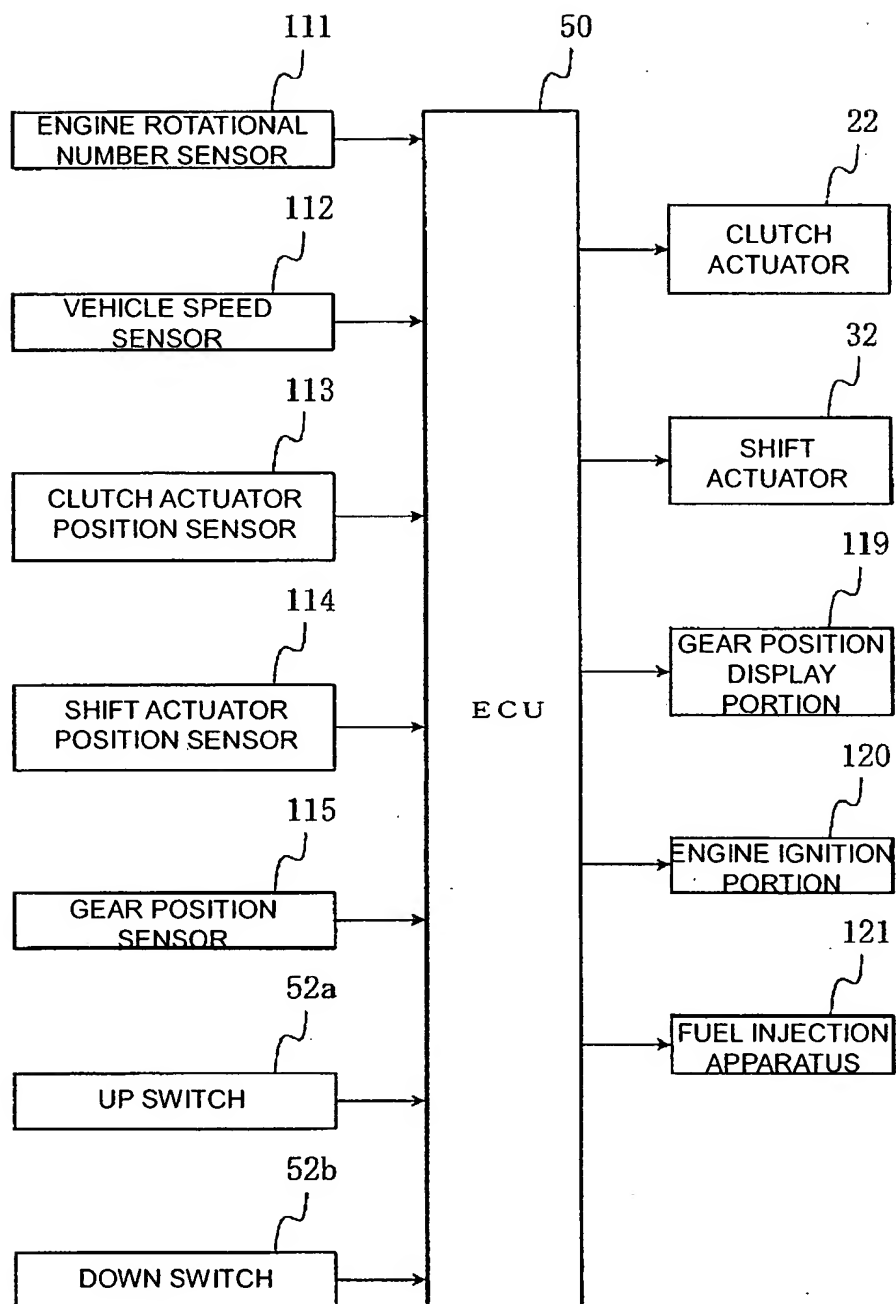 111
ENGINE ROTATIONAL
NUMBER SENSOR
112
VEHICLE SPEED
SENSOR
113
CLUTCH ACTUATOR
POSITION SENSOR
114
SHIFT ACTUATOR
POSITION SENSOR
115
GEAR POSITION
SENSOR
52a
UP SWITCH
52b
DOWN SWITCH
50
ECU
22
CLUTCH
ACTUATOR
32
SHIFT
ACTUATOR
119
GEAR POSITION
DISPLAY
PORTION
120
ENGINE IGNITION
PORTION
121
FUEL INJECTION
APPARATUS